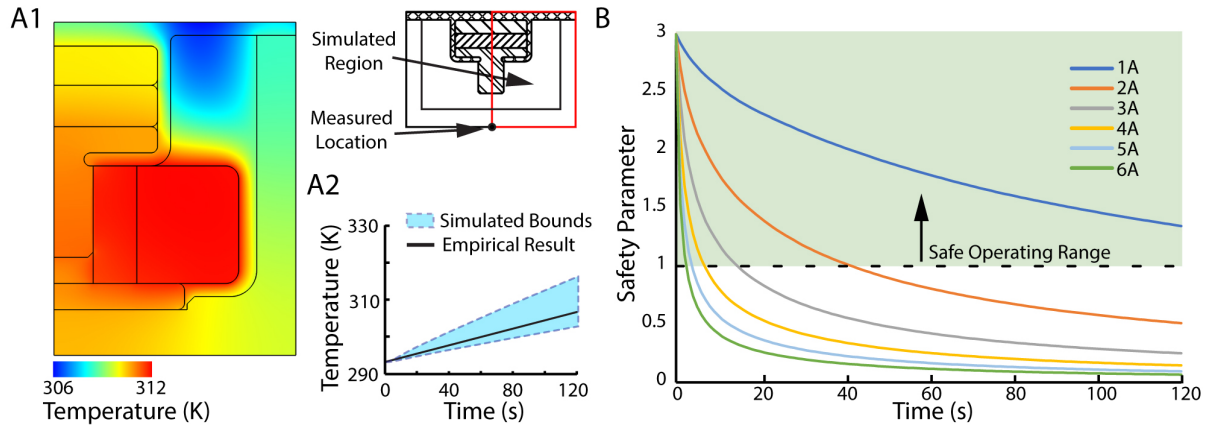 A1
306
312
Temperature (K)
Simulated
Region
Measured
Location
A2
Temperature (K)
330
310
290
Simulated Bounds
Empirical Result
0
40
80
120
Time (s)
B
Safety Parameter
3
2.5
2
1.5
1
0.5
0
1A
2A
3A
4A
5A
6A
Safe Operating Range
0
20
40
60
80
100
120
Time (s)